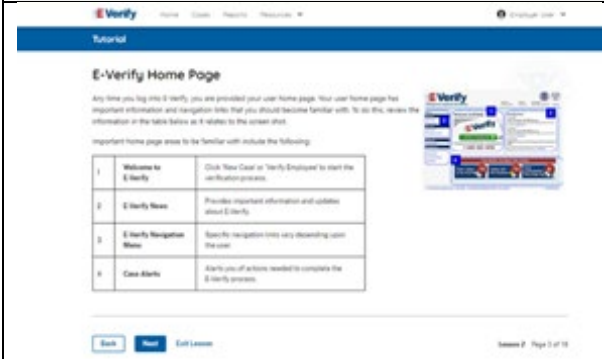 E-Verify Home Cases Reports Resources Employer User
Tutorial
E-Verify Home Page
Any time you log into E-Verify, you are provided your user home page. Your user home page has
important information and navigation links that you should become familiar with. To do this, review the
information in the table below as it relates to the screen shot.
Important home page areas to be familiar with include the following:
1 Welcome to E-Verify Click 'New Case' or 'Verify Employee' to start the
verification process.
2 E-Verify News Provides important information and updates
about E-Verify.
3 E-Verify Navigation Menu Specific navigation links vary depending upon
the user.
4 Case Alerts Alerts you of actions needed to complete the
E-Verify process.
E-Verify
E-Verify
Back Next Exit Lesson Lesson 2 Page of 18